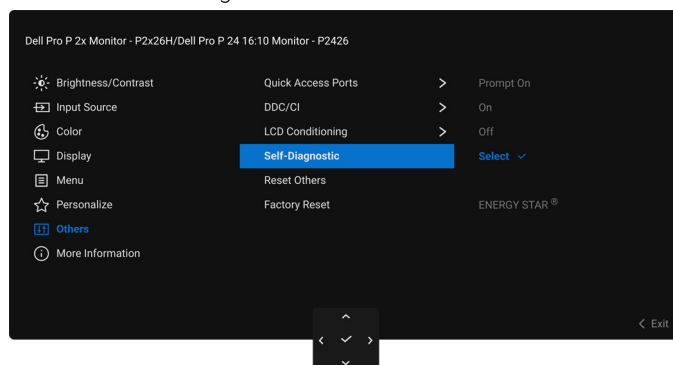 Dell Pro P 2x Monitor - P2x26H/Dell Pro P 24 16:10 Monitor - P2426
Brightness/Contrast Quick Access Ports Prompt On
Input Source DDC/CI On
Color LCD Conditioning Off
Display Self-Diagnostic Select
Menu Reset Others
Personalize Factory Reset ENERGY STAR ®
Others
More Information
Exit